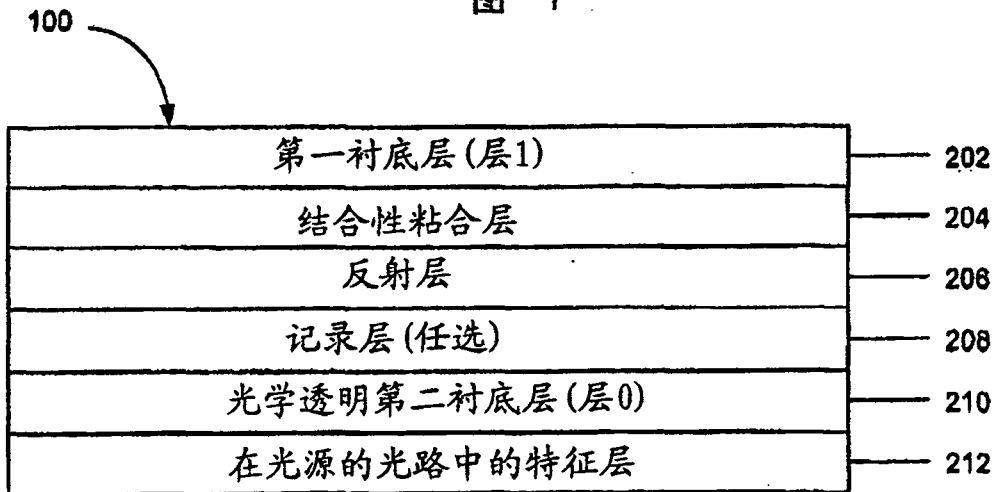 图 1
100
第一衬底层(层1) 202
结合性粘合层 204
反射层 206
记录层(任选) 208
光学透明第二衬底层(层0) 210
在光源的光路中的特征层 212